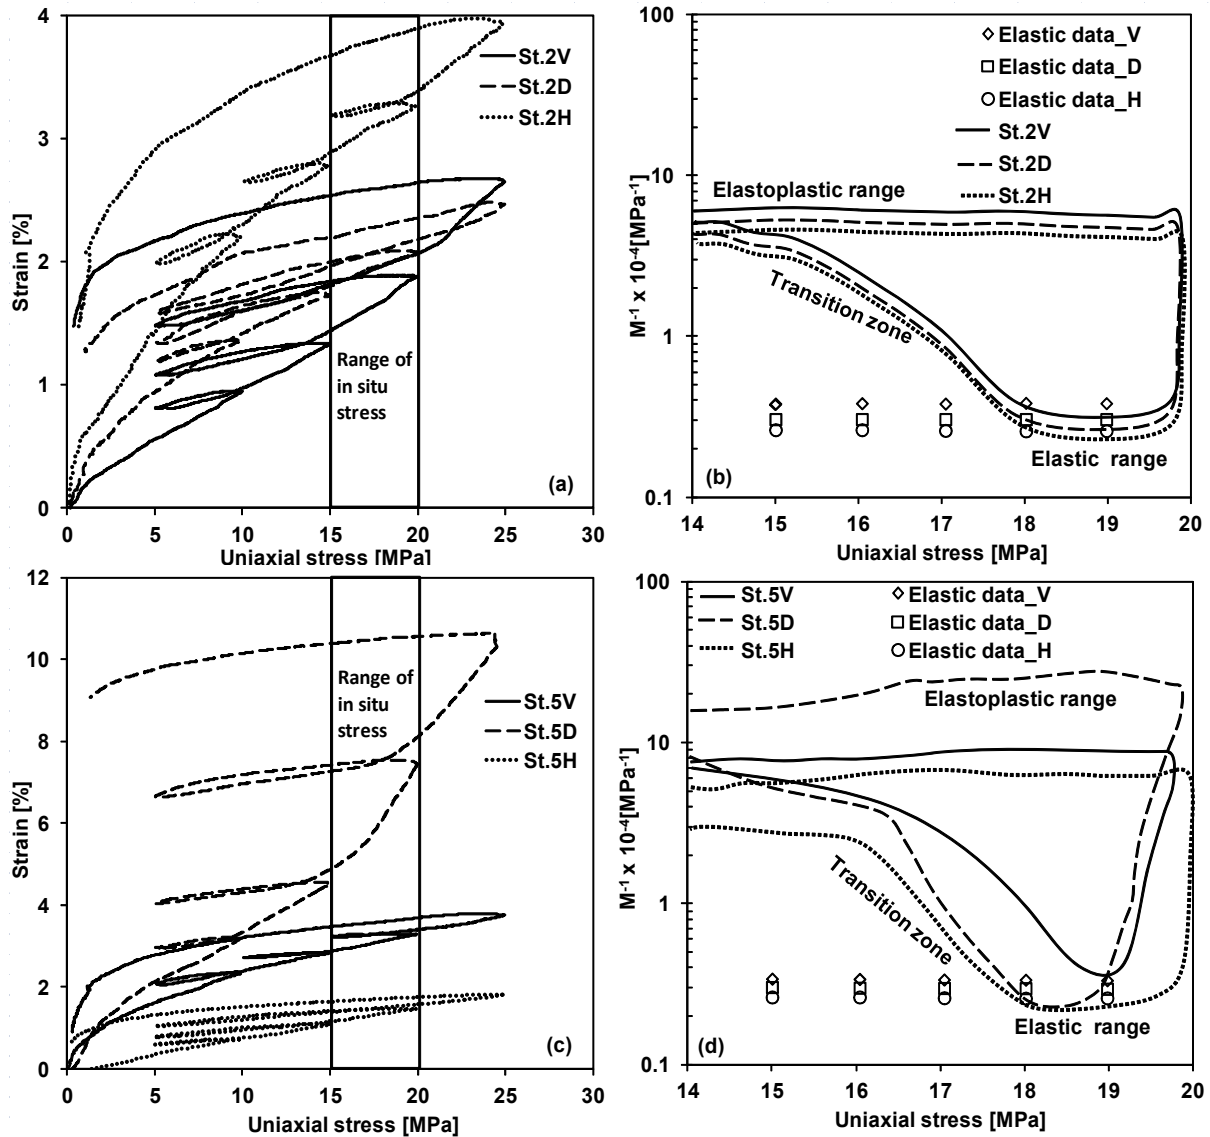 4
3
2
1
0
Strain [%]
St.2V
St.2D
St.2H
Range of
in situ
stress
(a)
0 5 10 15 20 25 30
Uniaxial stress [MPa]
100
10
1
0.1
M⁻¹ x 10⁻⁴[MPa⁻¹]
Elastic data_V
Elastic data_D
Elastic data_H
St.2V
St.2D
St.2H
Elastoplastic range
Transition zone
Elastic range
(b)
14 15 16 17 18 19 20
Uniaxial stress [MPa]
12
10
8
6
4
2
0
Strain [%]
Range of
in situ
stress
St.5V
St.5D
St.5H
(c)
0 5 10 15 20 25 30
Uniaxial stress [MPa]
100
10
1
0.1
M⁻¹ x 10⁻⁴[MPa⁻¹]
St.5V Elastic data_V
St.5D Elastic data_D
St.5H Elastic data_H
Elastoplastic range
Transition zone
Elastic range
(d)
14 15 16 17 18 19 20
Uniaxial stress [MPa]